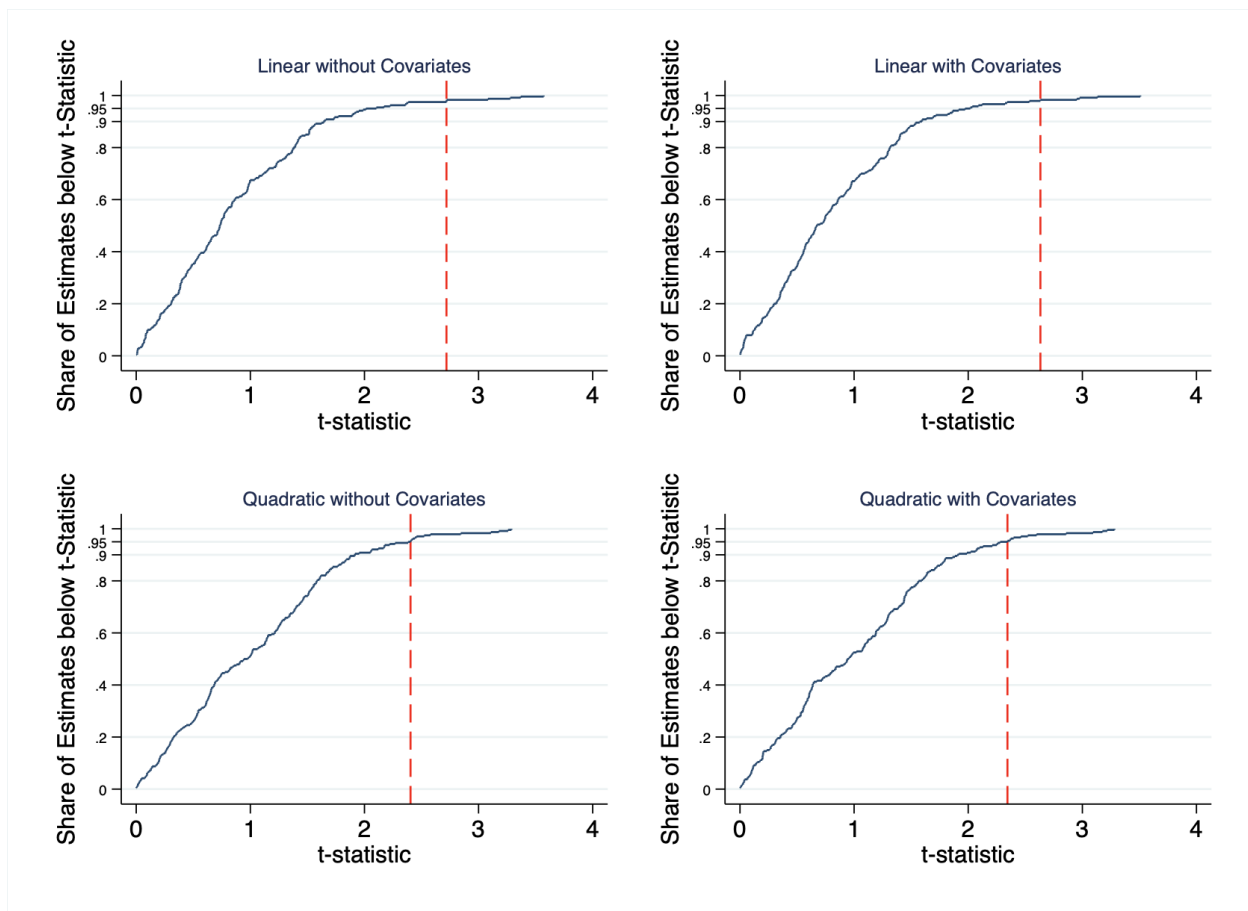 Linear without Covariates
Share of Estimates below t-Statistic
1
.95
.9
.8
.6
.4
.2
0
0 1 2 3 4
t-statistic
Linear with Covariates
Share of Estimates below t-Statistic
1
.95
.9
.8
.6
.4
.2
0
0 1 2 3 4
t-statistic
Quadratic without Covariates
Share of Estimates below t-Statistic
1
.95
.9
.8
.6
.4
.2
0
0 1 2 3 4
t-statistic
Quadratic with Covariates
Share of Estimates below t-Statistic
1
.95
.9
.8
.6
.4
.2
0
0 1 2 3 4
t-statistic